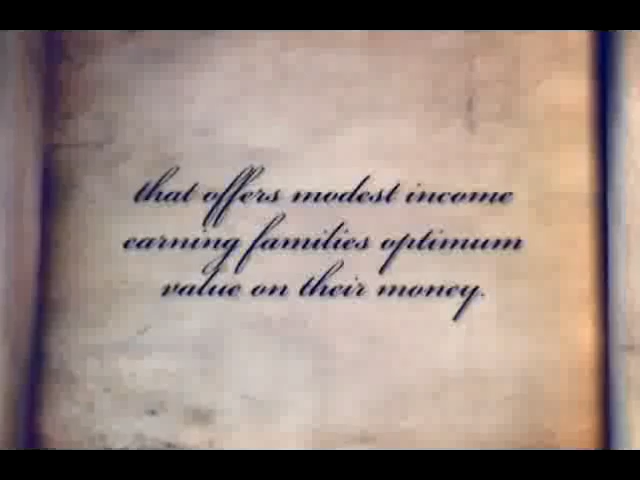 that offers modest income
earning families optimum
value on their money.